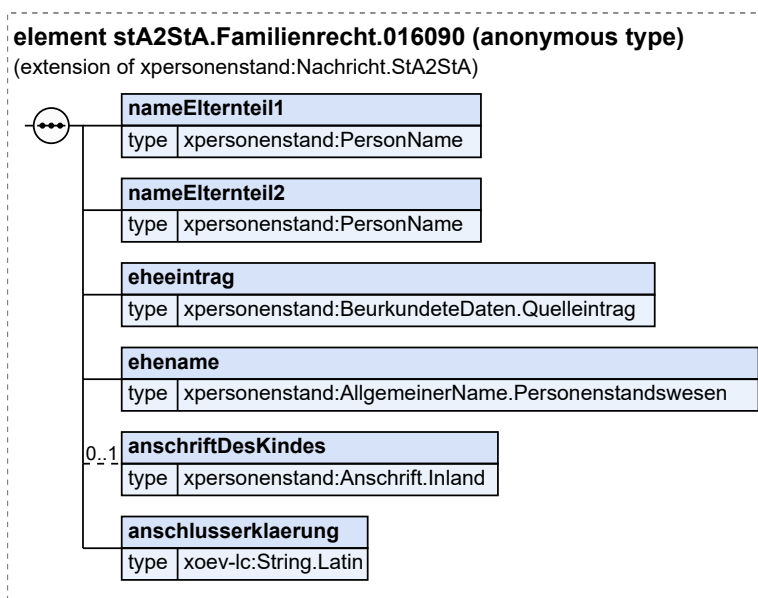 element stA2StA.Familienrecht.016090 (anonymous type)
(extension of xpersonenstand:Nachricht.StA2StA)
nameElternteil1
type xpersonenstand:PersonName
nameElternteil2
type xpersonenstand:PersonName
eheeintrag
type xpersonenstand:BeurkundeteDaten.Quelleintrag
ehename
type xpersonenstand:AllgemeinerName.Personenstandswesen
0..1 anschriftDesKindes
type xpersonenstand:Anschrift.Inland
anschlusserklaerung
type xoev-lc:String.Latin